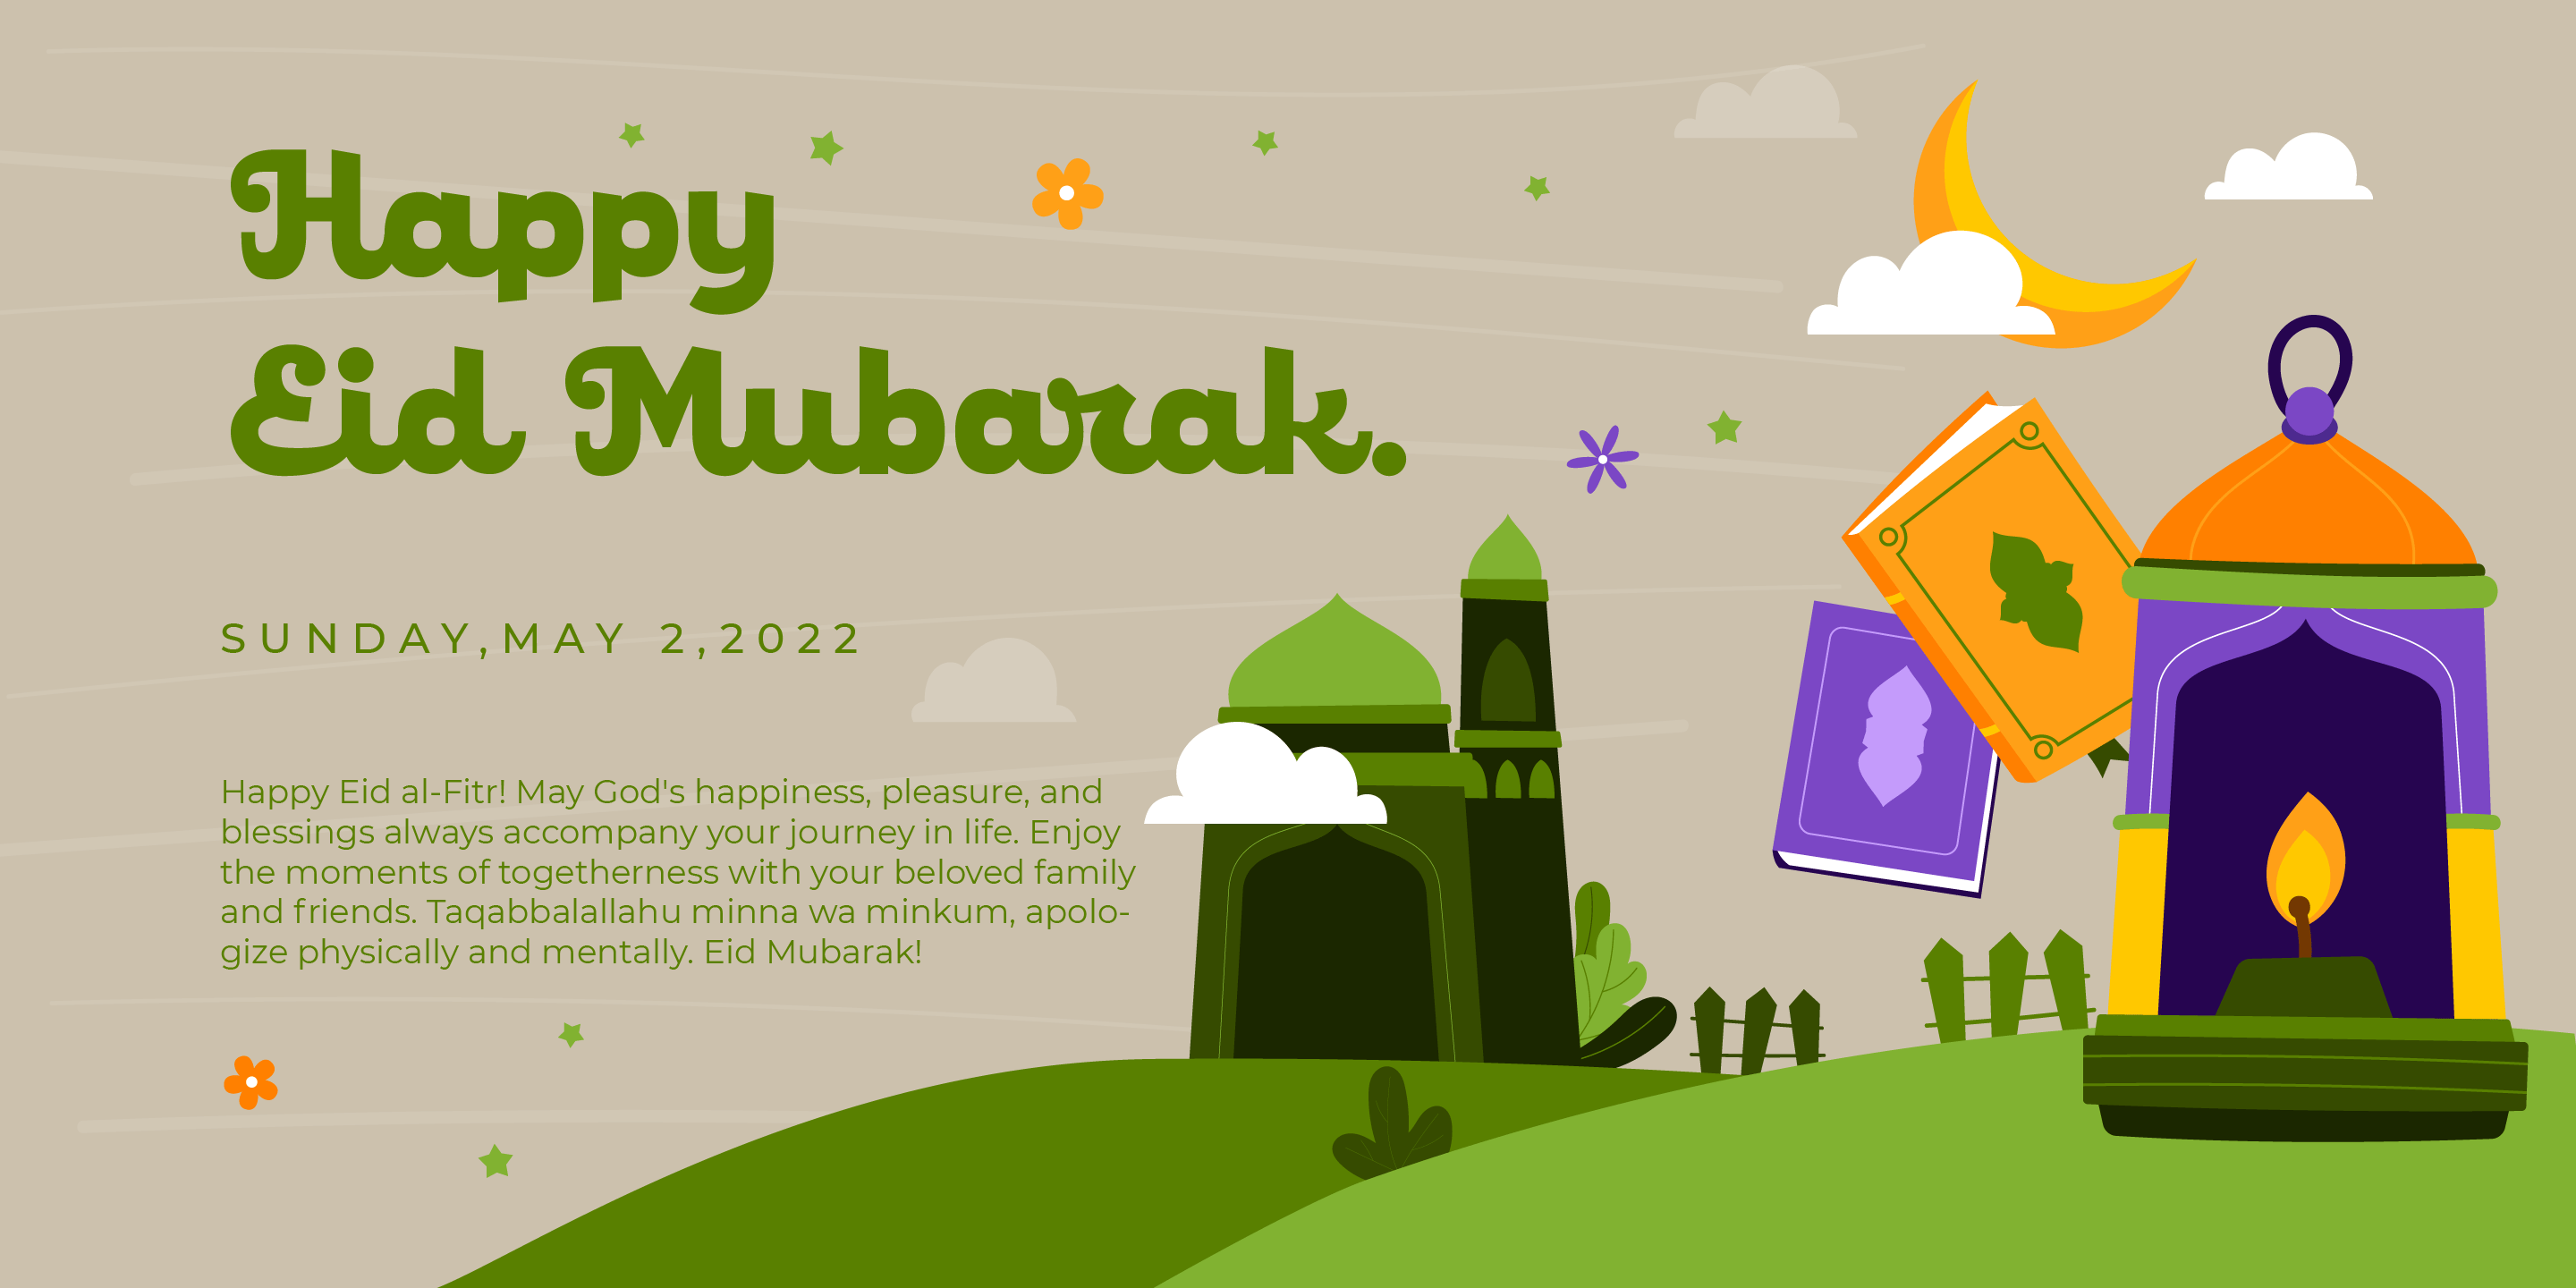 Happy
Eid Mubarak.
SUNDAY,MAY 2,2022
Happy Eid al-Fitr! May God's happiness, pleasure, and
blessings always accompany your journey in life. Enjoy
the moments of togetherness with your beloved family
and friends. Taqabbalallahu minna wa minkum, apolo-
gize physically and mentally. Eid Mubarak!